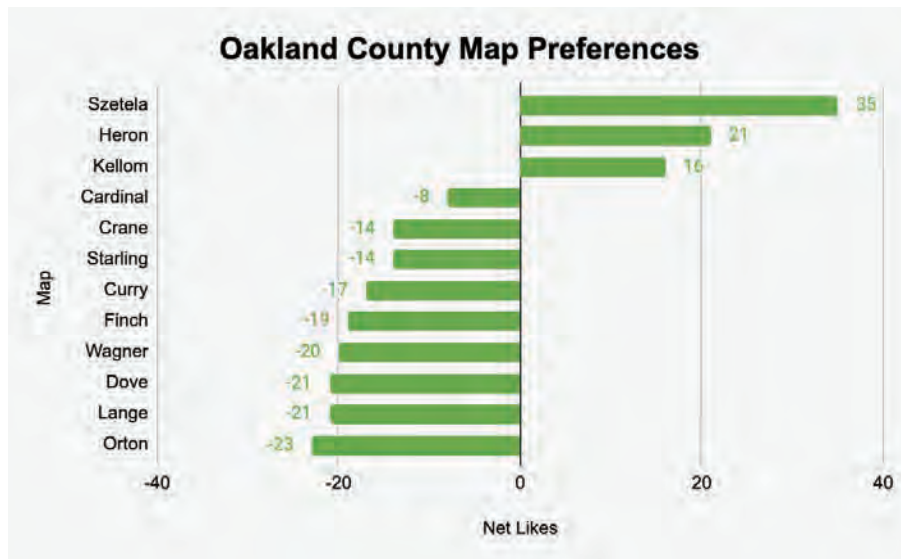 Oakland County Map Preferences
Szetela 35
Heron 21
Kellom 16
Cardinal -8
Crane -14
Starling -14
Curry -17
Finch -19
Wagner -20
Dove -21
Lange -21
Orton -23
Map
-40 -20 0 20 40
Net Likes